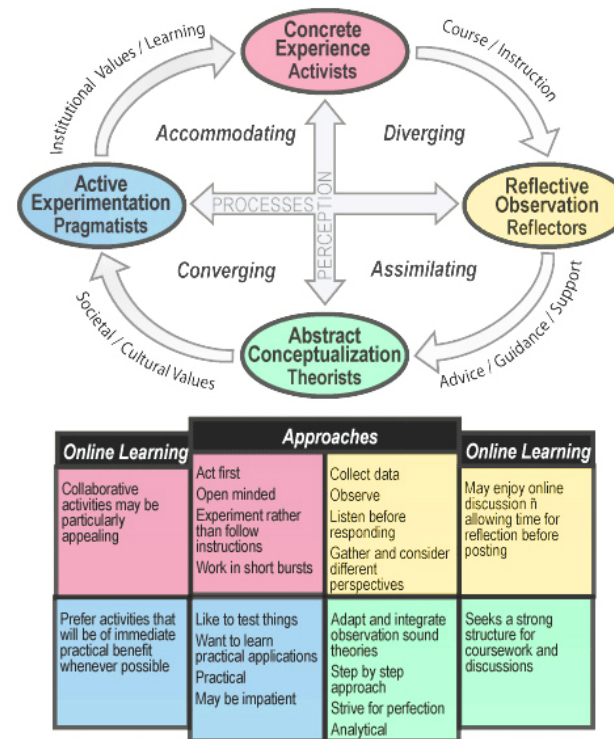 Concrete
Experience
Activists
Institutional Values / Learning
Course / Instruction
Accommodating
Diverging
Active
Experimentation
Pragmatists
PROCESSES
PERCEPTION
Reflective
Observation
Reflectors
Converging
Assimilating
Societal / Cultural Values
Abstract
Conceptualization
Theorists
Advice / Guidance / Support
Online Learning
Approaches
Online Learning
Collaborative
activities may be
particularly
appealing
Act first
Open minded
Experiment rather
than follow
instructions
Work in short bursts
Collect data
Observe
Listen before
responding
Gather and consider
different
perspectives
May enjoy online
discussion ñ
allowing time for
reflection before
posting
Prefer activities that
will be of immediate
practical benefit
whenever possible
Like to test things
Want to learn
practical applications
Practical
May be impatient
Adapt and integrate
observation sound
theories
Step by step
approach
Strive for perfection
Analytical
Seeks a strong
structure for
coursework and
discussions